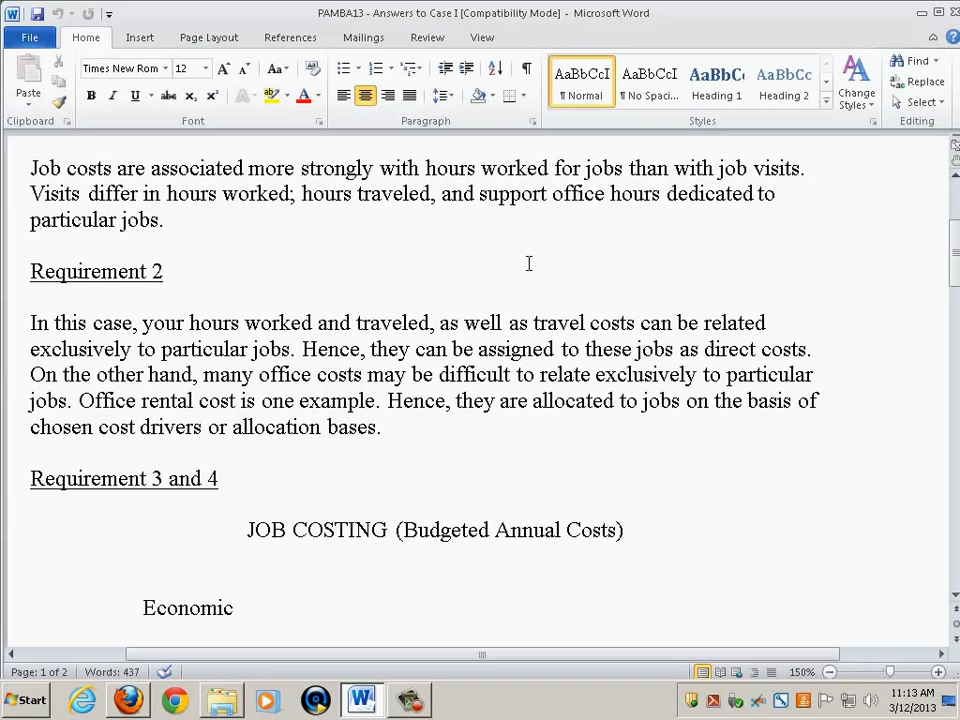 PAMBA13 - Answers to Case I [Compatibility Mode] - Microsoft Word
File Home Insert Page Layout References Mailings Review View
Paste
Times New Rom 12
AaBbCcI AaBbCcI AaBbCc AaBbCcI
¶ Normal ¶ No Spaci... Heading 1 Heading 2
Change Styles
Find
Replace
Select
Clipboard Font Paragraph Styles Editing
Job costs are associated more strongly with hours worked for jobs than with job visits.
Visits differ in hours worked; hours traveled, and support office hours dedicated to
particular jobs.
Requirement 2
In this case, your hours worked and traveled, as well as travel costs can be related
exclusively to particular jobs. Hence, they can be assigned to these jobs as direct costs.
On the other hand, many office costs may be difficult to relate exclusively to particular
jobs. Office rental cost is one example. Hence, they are allocated to jobs on the basis of
chosen cost drivers or allocation bases.
Requirement 3 and 4
JOB COSTING (Budgeted Annual Costs)
Economic
Page: 1 of 2 Words: 437 150%
Start 11:13 AM
3/12/2013